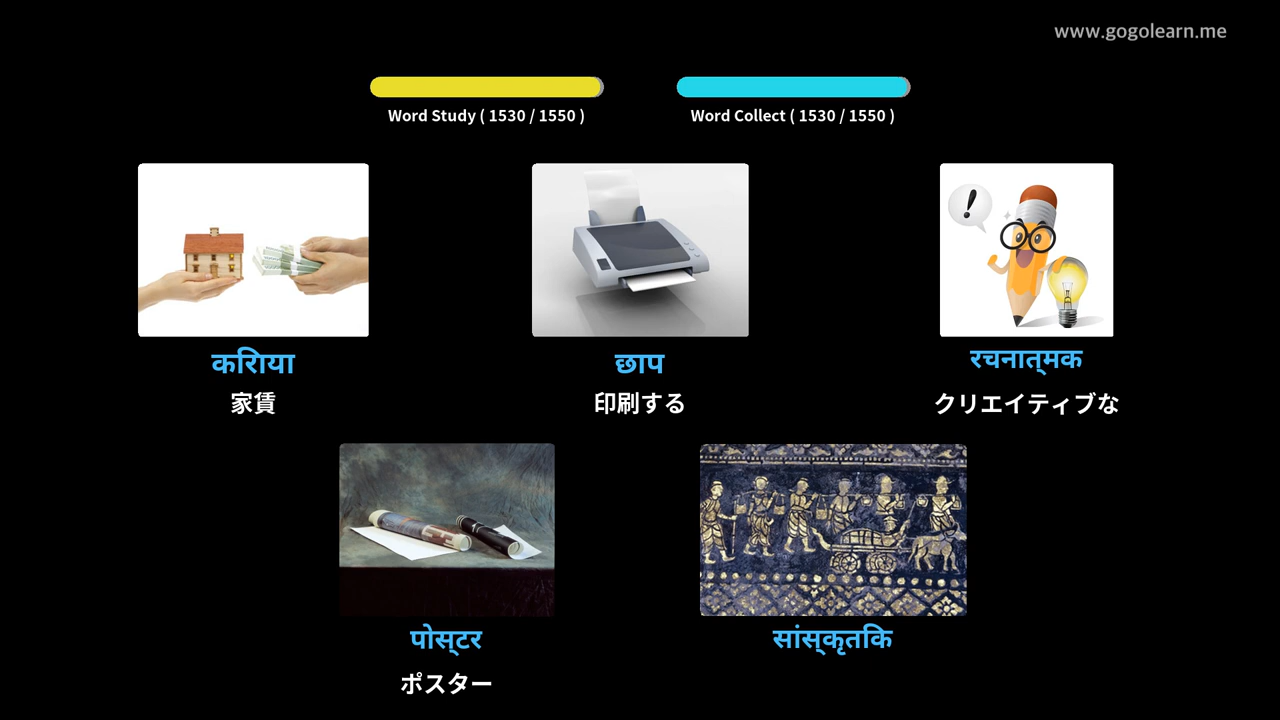 www.gogolearn.me
Word Study ( 1530 / 1550 )
Word Collect ( 1530 / 1550 )
करिाया
छाप
रचनात्‌मक
家賃
印刷する
クリエイティブな
पोस्‌टर
सांस्‌कृतकि
ポスター